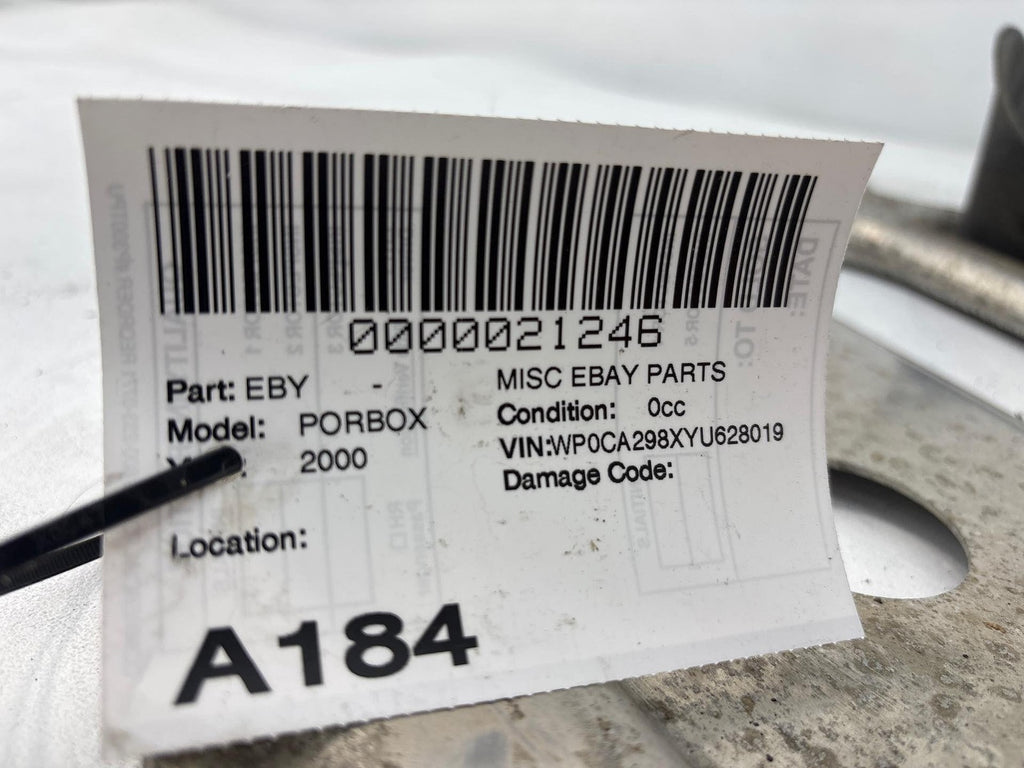 0000021246
Part: EBY - MISC EBAY PARTS
Model: PORBOX Condition: 0cc
2000 VIN:WP0CA298XYU628019
Damage Code:
Location:
A184